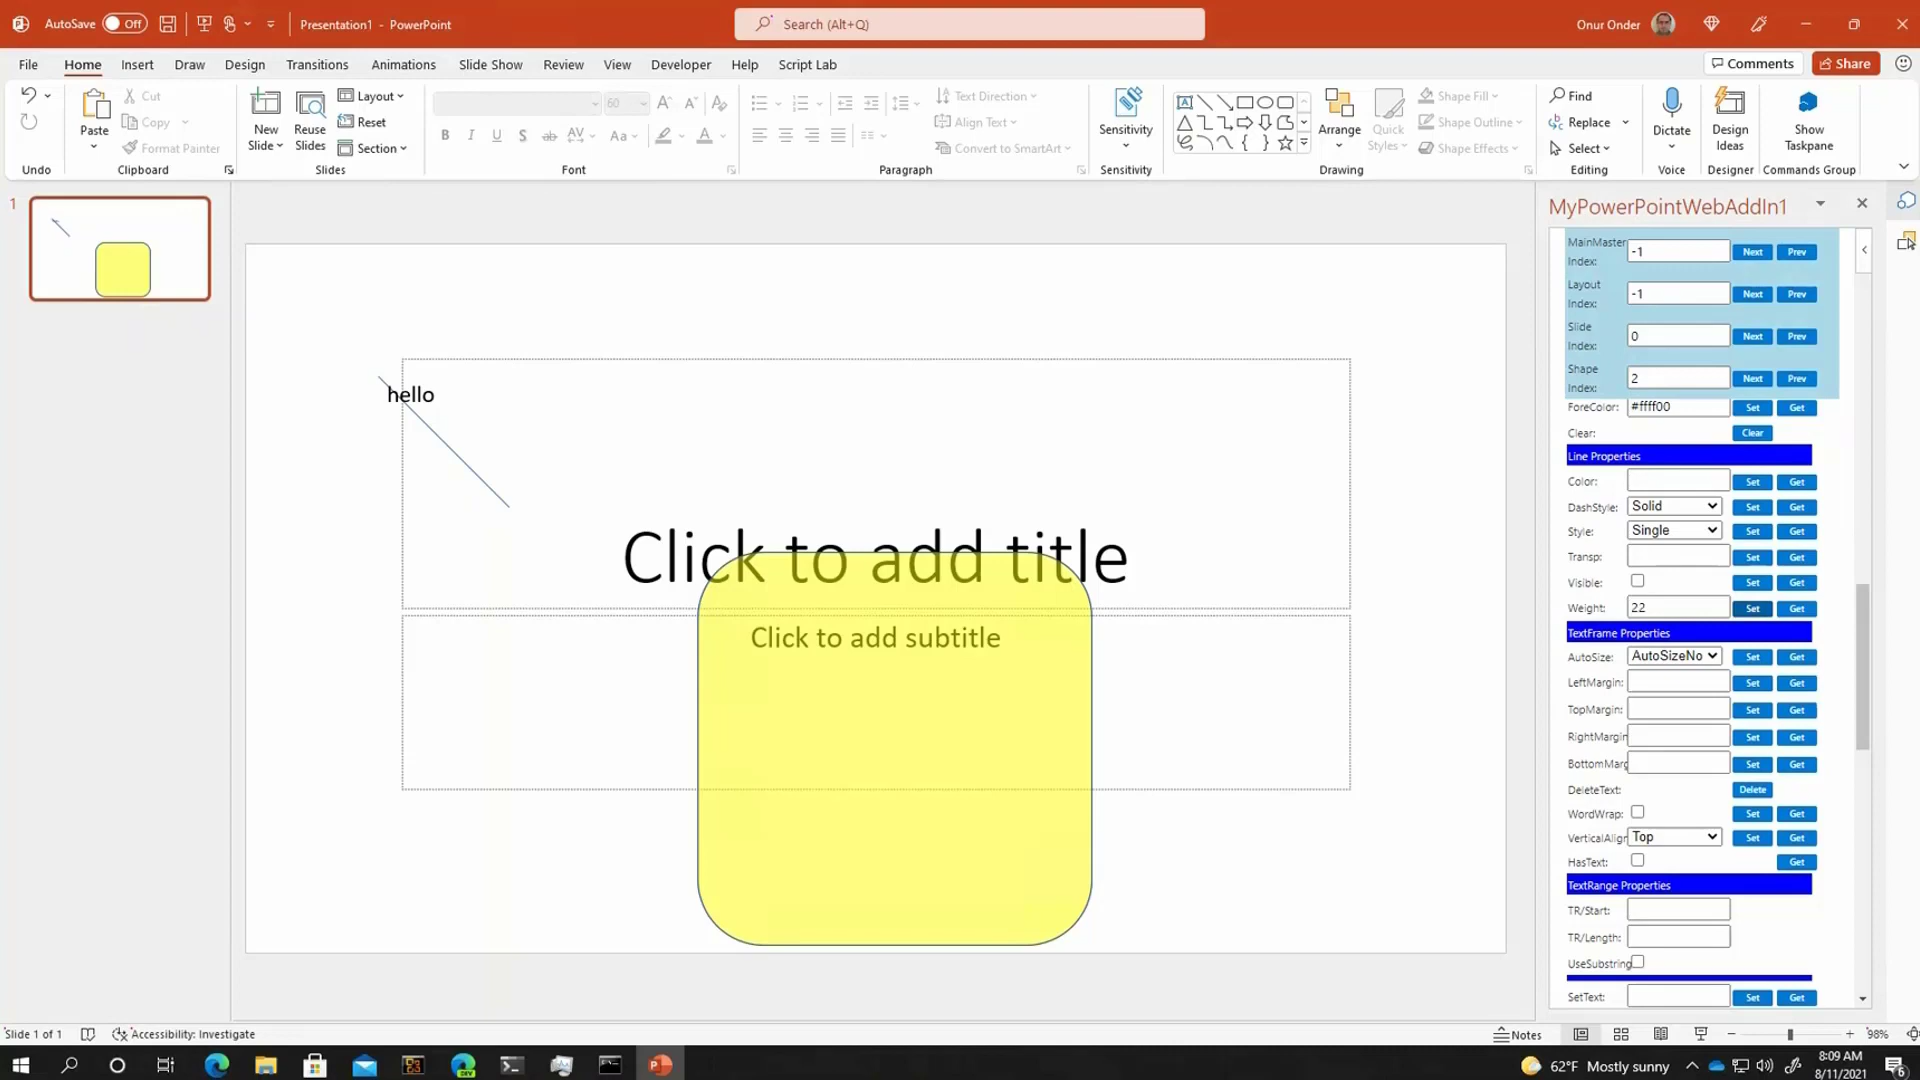 AutoSave Off Presentation1 - PowerPoint Search (Alt+Q) Onur Onder
File Home Insert Draw Design Transitions Animations Slide Show Review View Developer Help Script Lab Comments Share
Cut
Copy
Format Painter
Paste
New Slide
Reuse Slides
Layout
Reset
Section
60
B I U S ab AV Aa A
Text Direction
Align Text
Convert to SmartArt
Sensitivity
Arrange
Quick Styles
Shape Fill
Shape Outline
Shape Effects
Find
Replace
Select
Dictate
Design Ideas
Show Taskpane
Undo Clipboard Slides Font Paragraph Sensitivity Drawing Editing Voice Designer Commands Group
1
hello
Click to add title
Click to add subtitle
MyPowerPointWebAddIn1
MainMaster Index: -1 Next Prev
Layout Index: -1 Next Prev
Slide Index: 0 Next Prev
Shape Index: 2 Next Prev
ForeColor: #ffff00 Set Get
Clear: Clear
Line Properties
Color: Set Get
DashStyle: Solid Set Get
Style: Single Set Get
Transp: Set Get
Visible: Set Get
Weight: 22 Set Get
TextFrame Properties
AutoSize: AutoSizeNo Set Get
LeftMargin: Set Get
TopMargin: Set Get
RightMargin Set Get
BottomMarg Set Get
DeleteText: Delete
WordWrap: Set Get
VerticalAlign Top Set Get
HasText: Get
TextRange Properties
TR/Start:
TR/Length:
UseSubstring
SetText: Set Get
Slide 1 of 1 Accessibility: Investigate Notes 98%
62°F Mostly sunny 8:09 AM
8/11/2021 6